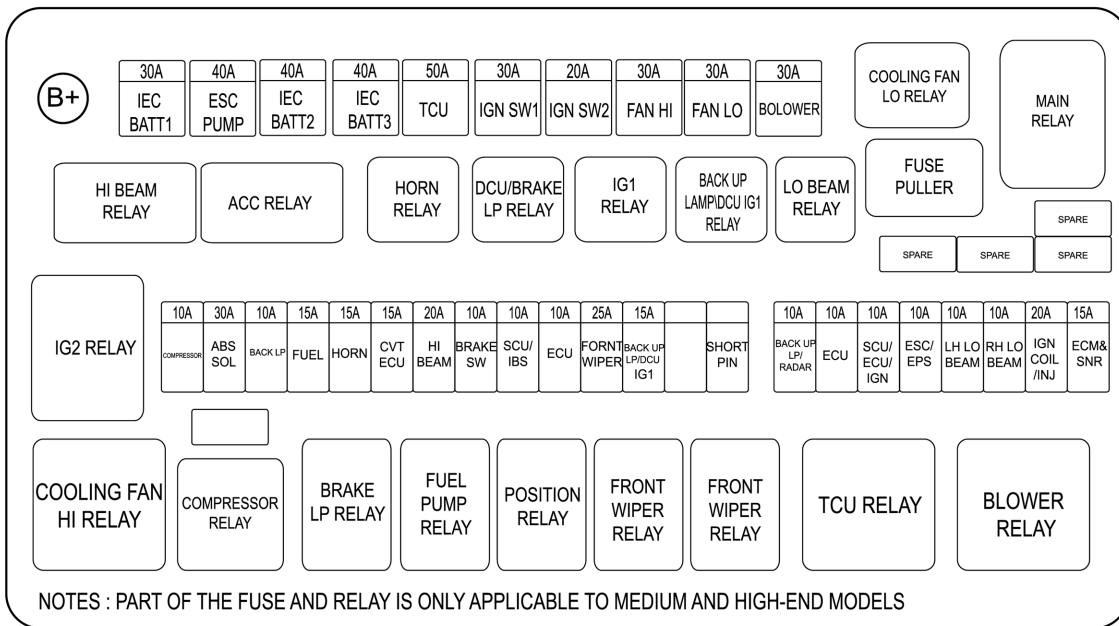 B+
30A 40A 40A 40A 50A 30A 20A 30A 30A 30A
IEC BATT1
ESC PUMP
IEC BATT2
IEC BATT3
TCU
IGN SW1
IGN SW2
FAN HI
FAN LO
BOLOWER
COOLING FAN
LO RELAY
MAIN
RELAY
HI BEAM
RELAY
ACC RELAY
HORN
RELAY
DCU/BRAKE
LP RELAY
IG1
RELAY
BACK UP
LAMP\DCU IG1
RELAY
LO BEAM
RELAY
FUSE
PULLER
SPARE
SPARE SPARE SPARE
IG2 RELAY
10A 30A 10A 15A 15A 15A 20A 10A 10A 10A 25A 15A
COMPRESSOR
ABS
SOL
BACK LP
FUEL
HORN
CVT
ECU
HI
BEAM
BRAKE
SW
SCU/
IBS
ECU
FORNT
WIPER
BACK UP
LP/DCU
IG1
SHORT
PIN
10A 10A 10A 10A 10A 10A 20A 15A
BACK UP
LP/
RADAR
ECU
SCU/
ECU/
IGN
ESC/
EPS
LH LO
BEAM
RH LO
BEAM
IGN
COIL
/INJ
ECM&
SNR
COOLING FAN
HI RELAY
COMPRESSOR
RELAY
BRAKE
LP RELAY
FUEL
PUMP
RELAY
POSITION
RELAY
FRONT
WIPER
RELAY
FRONT
WIPER
RELAY
TCU RELAY
BLOWER
RELAY
NOTES : PART OF THE FUSE AND RELAY IS ONLY APPLICABLE TO MEDIUM AND HIGH-END MODELS